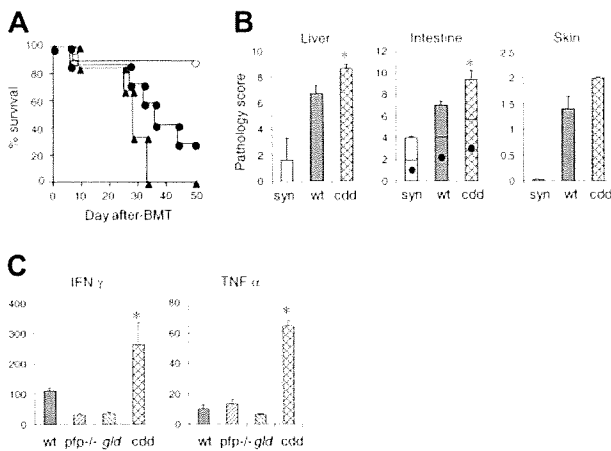 A
% survival
100
80
60
40
20
0 10 20 30 40 50
Day after-BMT
B
Pathology score
Liver
10
8
6
4
2
0
*
syn wt cdd
Intestine
12
10
8
6
4
2
0
*
syn wt cdd
Skin
2
1.5
1
0.5
0
syn wt cdd
C
IFN γ
400
300
200
100
0
*
wt pfp-/- gld cdd
TNF α
80
60
40
20
0
*
wt pfp-/- gld cdd